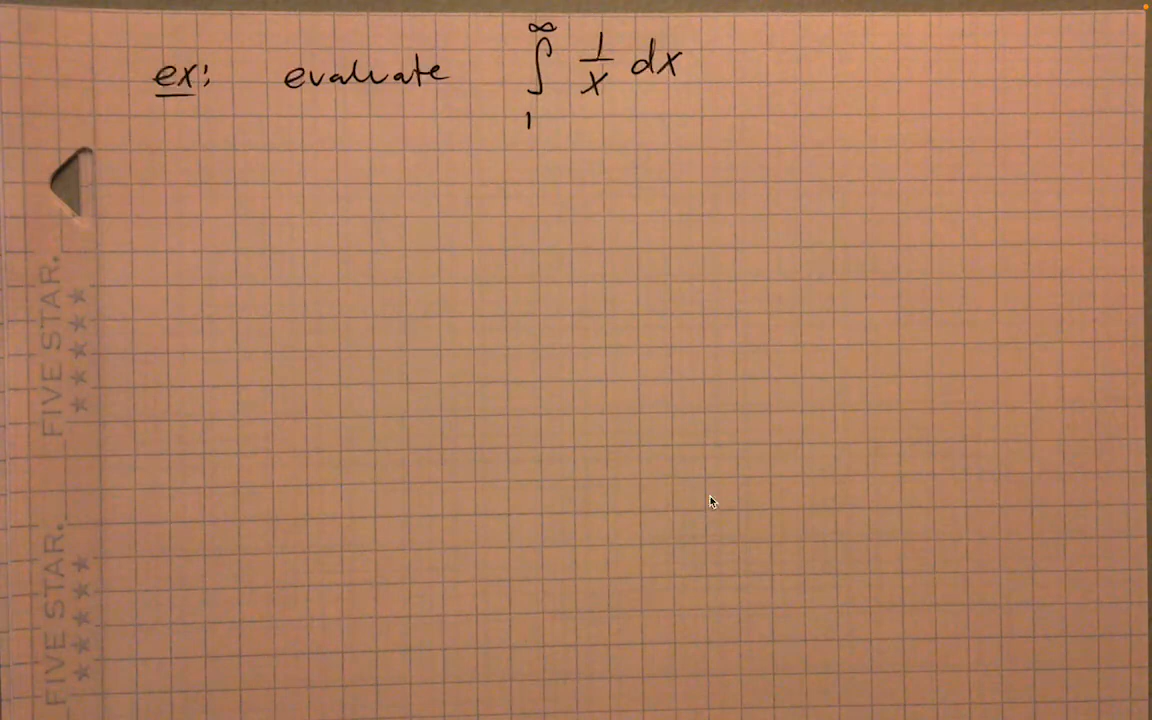 ex: evaluate ∫₁^∞ 1/x dx
FIVE STAR.
★★★★★
FIVE STAR.
★★★★★